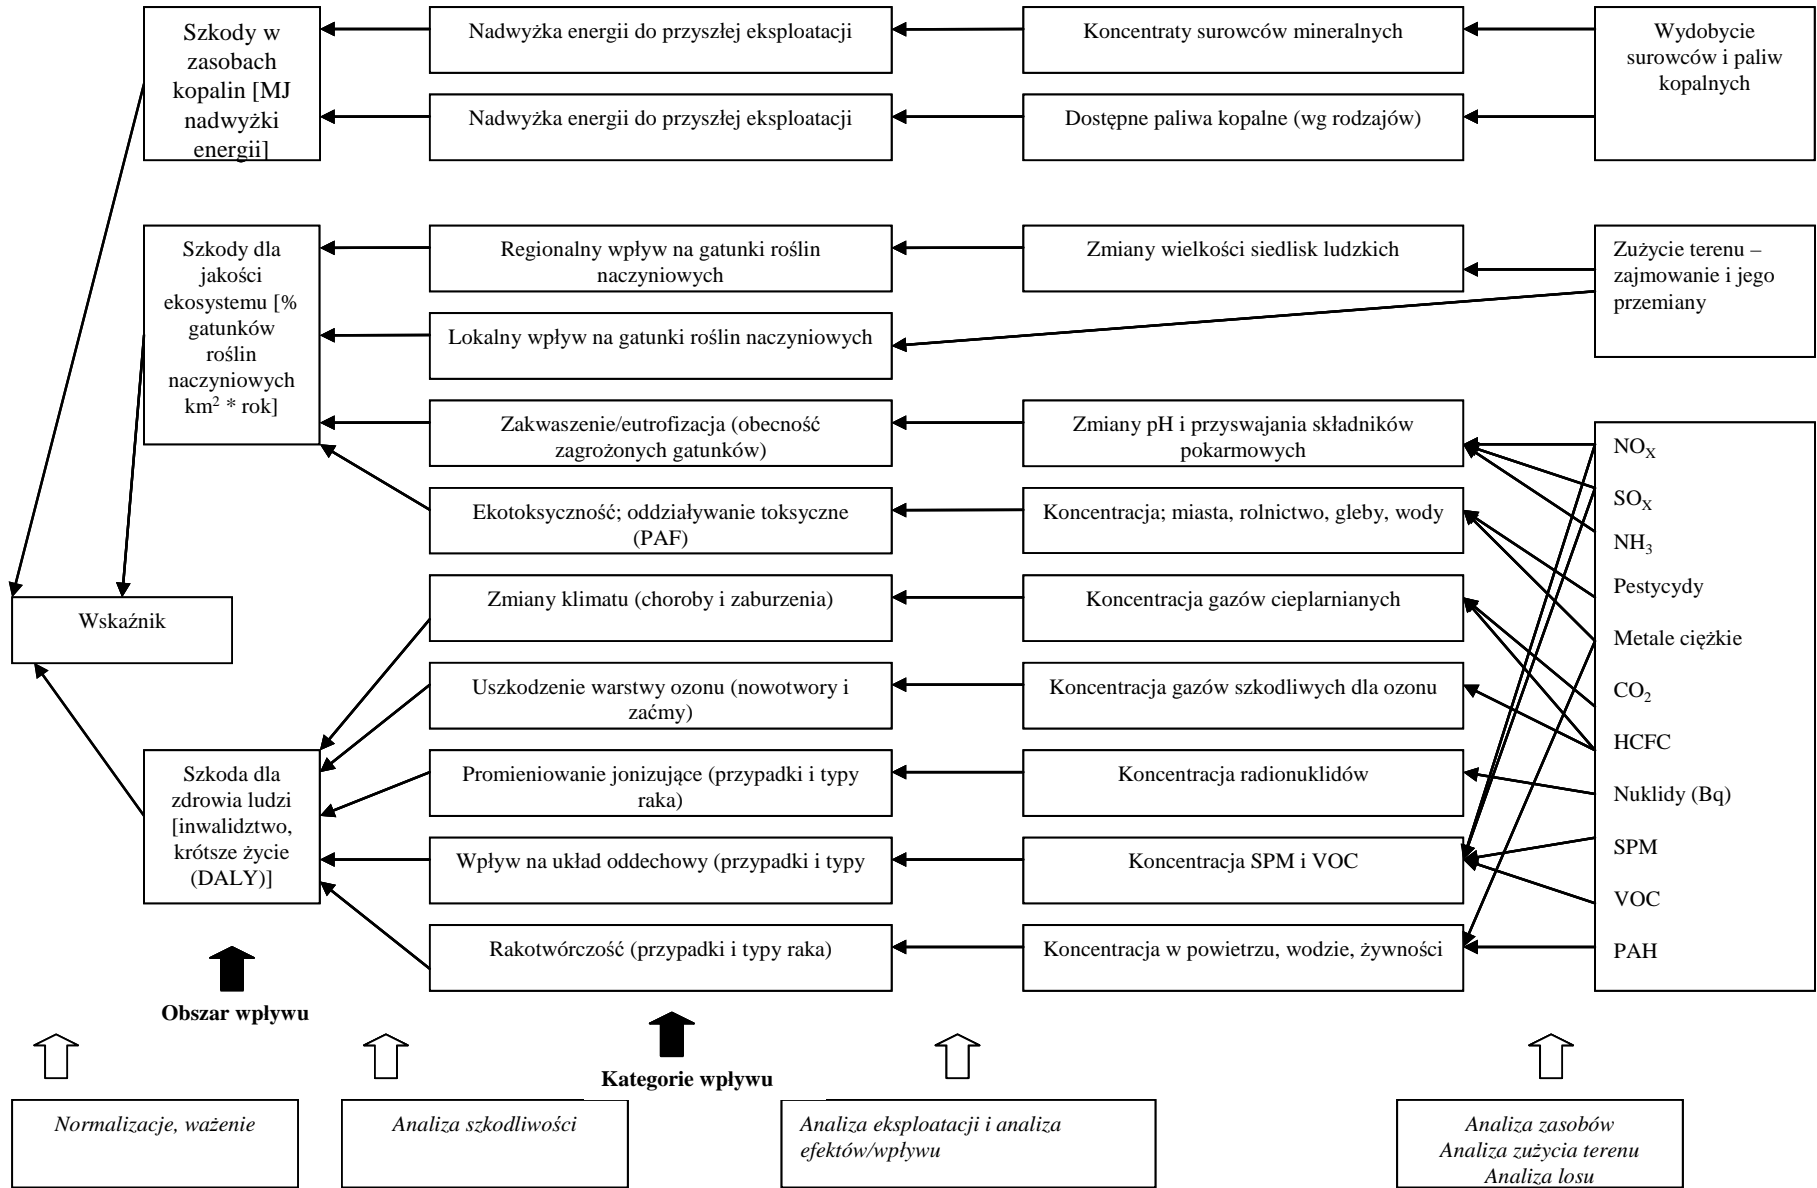 Szkody w
zasobach
kopalin [MJ
nadwyżki
energii]
Nadwyżka energii do przyszłej eksploatacji
Koncentraty surowców mineralnych
Wydobycie
surowców i paliw
kopalnych
Nadwyżka energii do przyszłej eksploatacji
Dostępne paliwa kopalne (wg rodzajów)
Szkody dla
jakości
ekosystemu [%
gatunków
roślin
naczyniowych
km² * rok]
Regionalny wpływ na gatunki roślin
naczyniowych
Zmiany wielkości siedlisk ludzkich
Zużycie terenu –
zajmowanie i jego
przemiany
Lokalny wpływ na gatunki roślin naczyniowych
Zakwaszenie/eutrofizacja (obecność
zagrożonych gatunków)
Zmiany pH i przyswajania składników
pokarmowych
Ekotoksyczność; oddziaływanie toksyczne
(PAF)
Koncentracja; miasta, rolnictwo, gleby, wody
Zmiany klimatu (choroby i zaburzenia)
Koncentracja gazów cieplarnianych
Wskaźnik
Uszkodzenie warstwy ozonu (nowotwory i
zaćmy)
Koncentracja gazów szkodliwych dla ozonu
Szkoda dla
zdrowia ludzi
[inwalidztwo,
krótsze życie
(DALY)]
Promieniowanie jonizujące (przypadki i typy
raka)
Koncentracja radionuklidów
Wpływ na układ oddechowy (przypadki i typy
Koncentracja SPM i VOC
Rakotwórczość (przypadki i typy raka)
Koncentracja w powietrzu, wodzie, żywności
NOX
SOX
NH3
Pestycydy
Metale ciężkie
CO2
HCFC
Nuklidy (Bq)
SPM
VOC
PAH
Obszar wpływu
Kategorie wpływu
Normalizacje, ważenie
Analiza szkodliwości
Analiza eksploatacji i analiza
efektów/wpływu
Analiza zasobów
Analiza zużycia terenu
Analiza losu